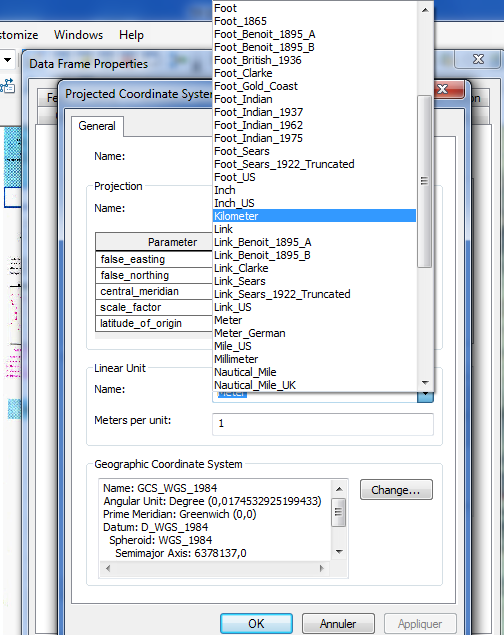 stomize
Windows
Help
Data Frame Properties
Fe
on
Projected Coordinate System
General
Name:
Projection
Name:
Parameter
false_easting
false_northing
central_meridian
scale_factor
latitude_of_origin
Foot
Foot_1865
Foot_Benoit_1895_A
Foot_Benoit_1895_B
Foot_British_1936
Foot_Clarke
Foot_Gold_Coast
Foot_Indian
Foot_Indian_1937
Foot_Indian_1962
Foot_Indian_1975
Foot_Sears
Foot_Sears_1922_Truncated
Foot_US
Inch
Inch_US
Kilometer
Link
Link_Benoit_1895_A
Link_Benoit_1895_B
Link_Clarke
Link_Sears
Link_Sears_1922_Truncated
Link_US
Meter
Meter_German
Mile_US
Millimeter
Nautical_Mile
Nautical_Mile_UK
Linear Unit
Name:
Meter
Meters per unit:
1
Geographic Coordinate System
Name: GCS_WGS_1984
Angular Unit: Degree (0,0174532925199433)
Prime Meridian: Greenwich (0,0)
Datum: D_WGS_1984
Spheroid: WGS_1984
Semimajor Axis: 6378137,0
Change...
OK
Annuler
Appliquer